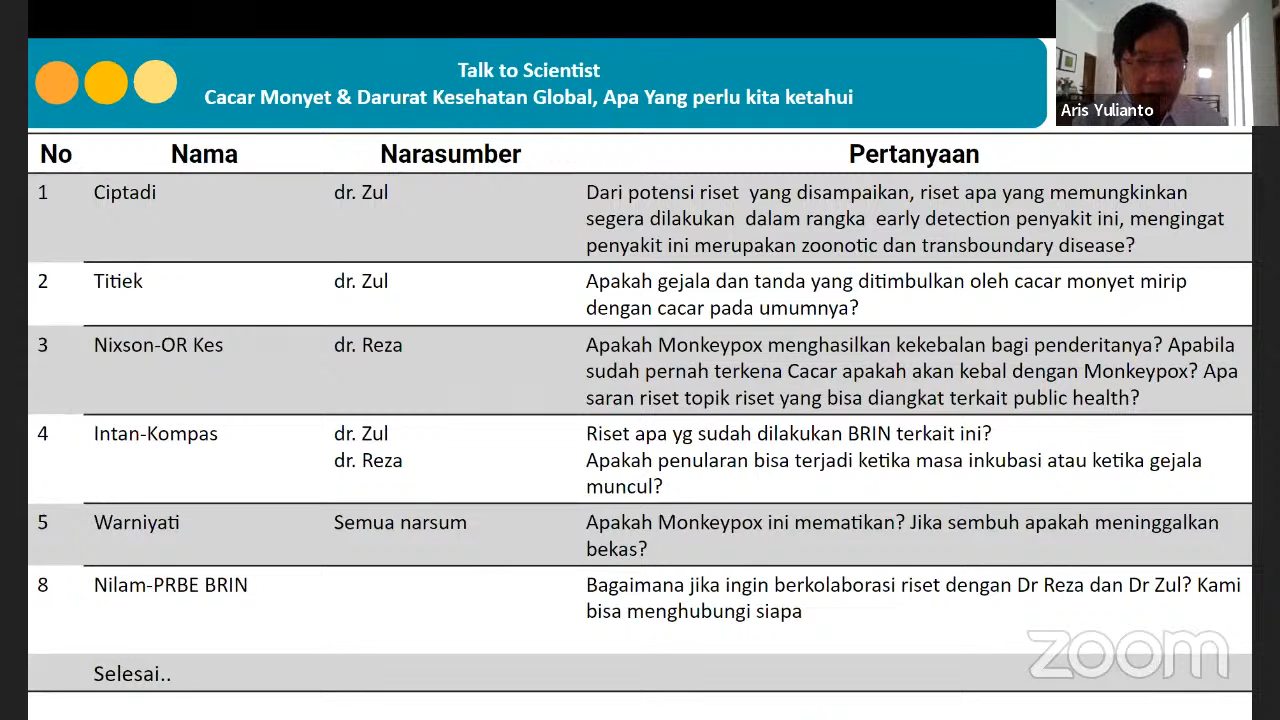 Talk to Scientist
Cacar Monyet & Darurat Kesehatan Global, Apa Yang perlu kita ketahui
Aris Yulianto
No Nama Narasumber Pertanyaan
1 Ciptadi dr. Zul Dari potensi riset yang disampaikan, riset apa yang memungkinkan
segera dilakukan dalam rangka early detection penyakit ini, mengingat
penyakit ini merupakan zoonotic dan transboundary disease?
2 Titiek dr. Zul Apakah gejala dan tanda yang ditimbulkan oleh cacar monyet mirip
dengan cacar pada umumnya?
3 Nixson-OR Kes dr. Reza Apakah Monkeypox menghasilkan kekebalan bagi penderitanya? Apabila
sudah pernah terkena Cacar apakah akan kebal dengan Monkeypox? Apa
saran riset topik riset yang bisa diangkat terkait public health?
4 Intan-Kompas dr. Zul Riset apa yg sudah dilakukan BRIN terkait ini?
dr. Reza Apakah penularan bisa terjadi ketika masa inkubasi atau ketika gejala
muncul?
5 Warniyati Semua narsum Apakah Monkeypox ini mematikan? Jika sembuh apakah meninggalkan
bekas?
8 Nilam-PRBE BRIN Bagaimana jika ingin berkolaborasi riset dengan Dr Reza dan Dr Zul? Kami
bisa menghubungi siapa
zoom
Selesai..